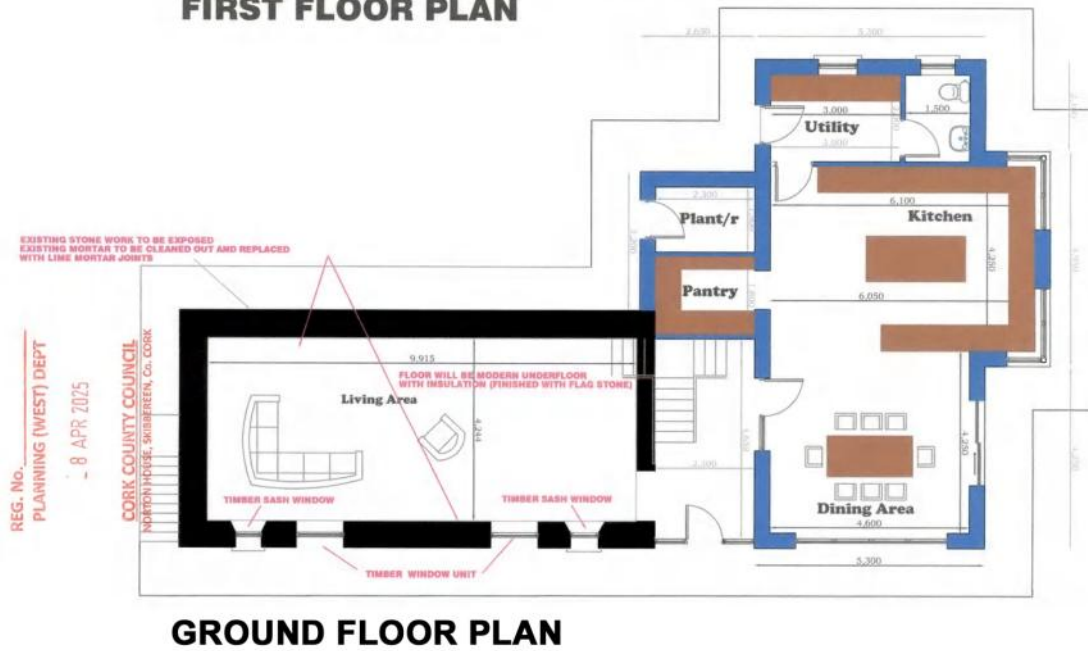 FIRST FLOOR PLAN
2,600
5,300
3,000
1,500
Utility
3,000
2,300
Plant/r
6,100
Kitchen
4,250
EXISTING STONE WORK TO BE EXPOSED
EXISTING MORTAR TO BE CLEANED OUT AND REPLACED
WITH LIME MORTAR JOINTS
Pantry
6,050
9,915
FLOOR WILL BE MODERN UNDERFLOOR
WITH INSULATION (FINISHED WITH FLAG STONE)
Living Area
4,244
REG. No.
PLANNING (WEST) DEPT
8 APR 2025
CORK COUNTY COUNCIL
NORTON HOUSE, SKIBBEREEN, Co. CORK
4,250
2,300
TIMBER SASH WINDOW
TIMBER SASH WINDOW
Dining Area
4,600
5,300
TIMBER WINDOW UNIT
GROUND FLOOR PLAN